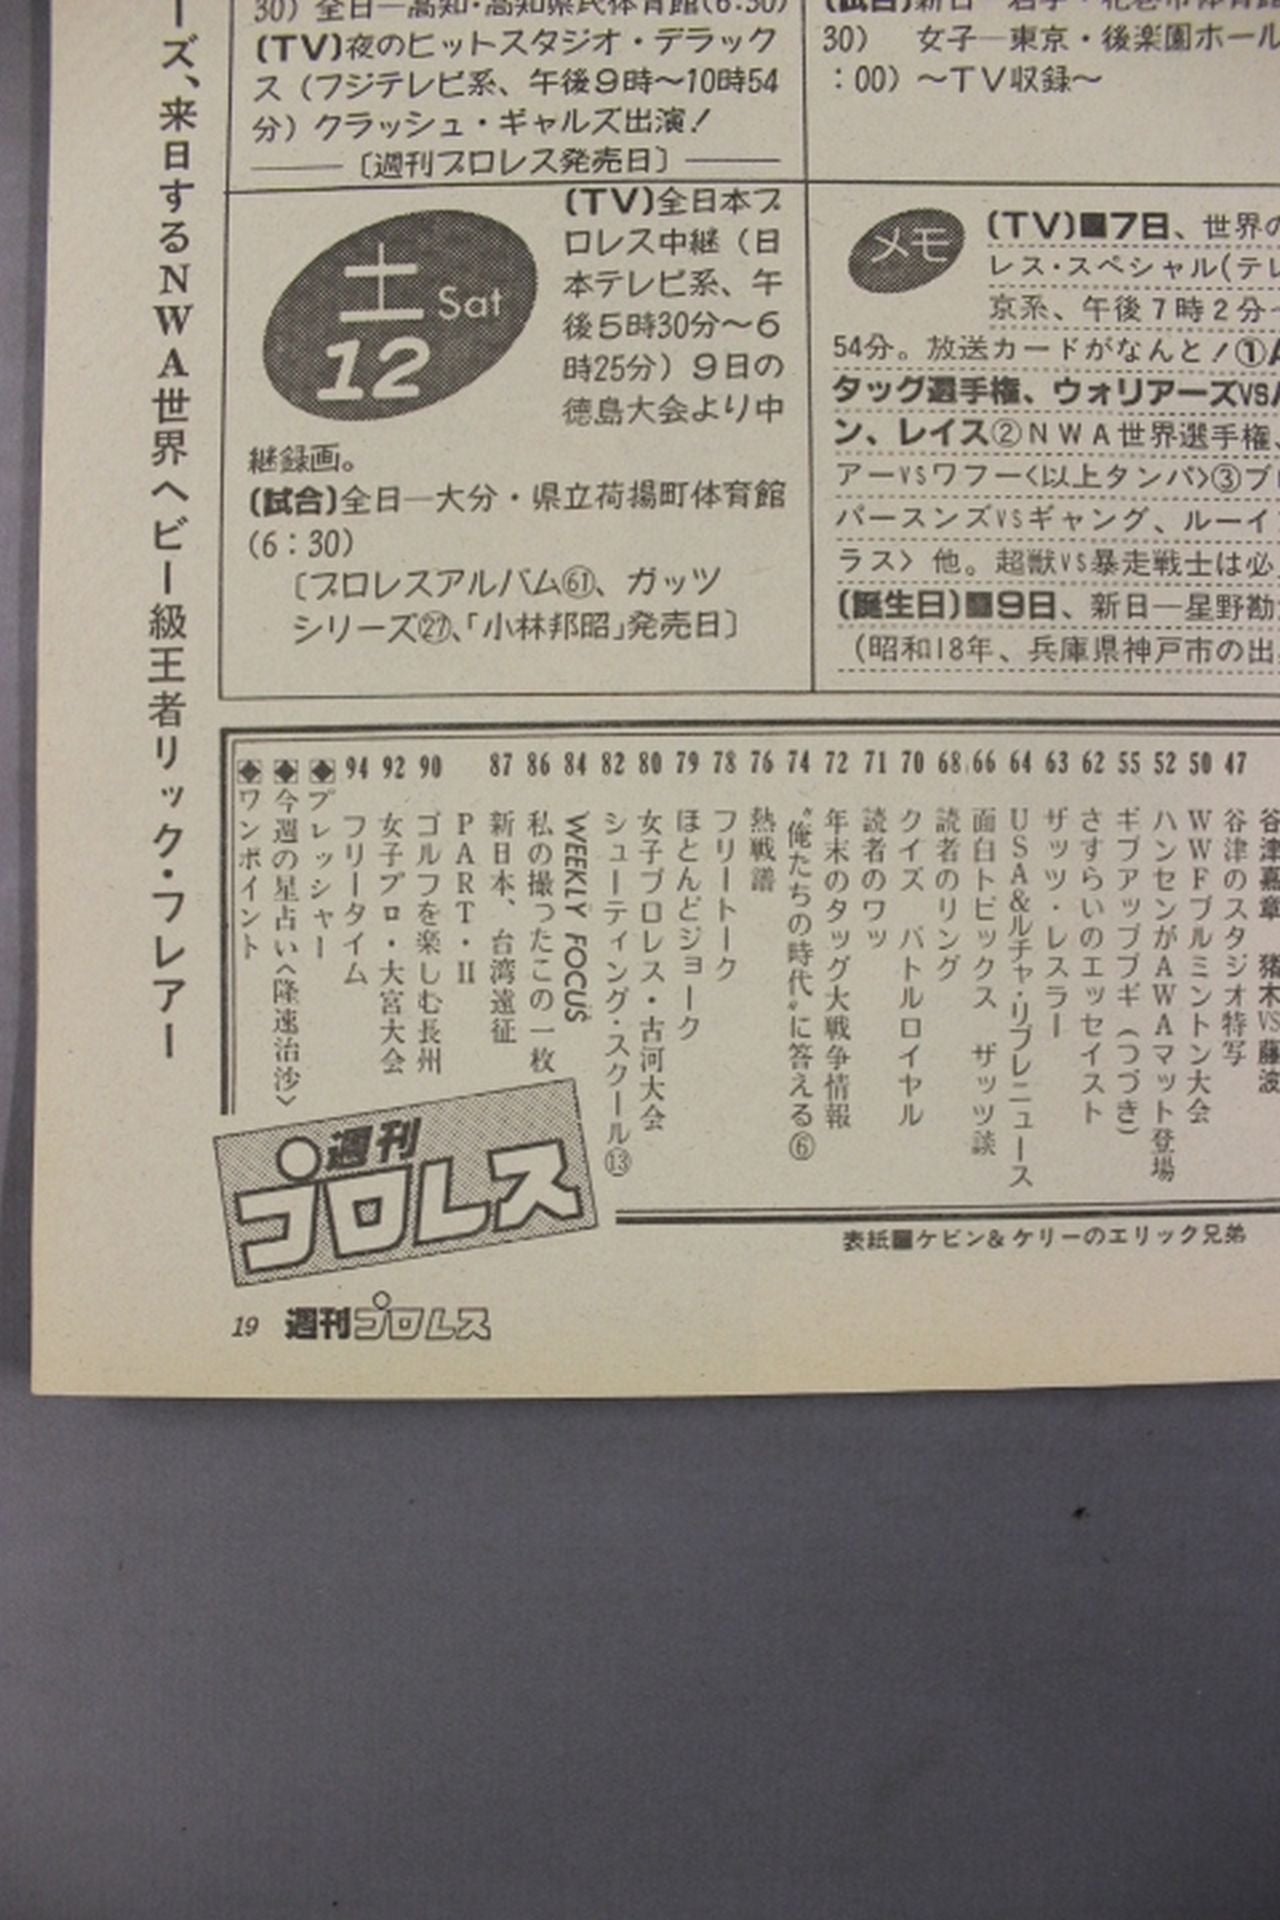 ーズ、来日するNWA世界ヘビー級王者リック・フレアー
30）全日—高知・高知県民体育館（6:30）
（TV）夜のヒットスタジオ・デラック
ス（フジテレビ系、午後9時〜10時54
分）クラッシュ・ギャルズ出演！
〔週刊プロレス発売日〕
30）　女子—東京・後楽園ホール
：00）〜TV収録〜
土 Sat
12
（TV）全日本プ
ロレス中継（日
本テレビ系、午
後5時30分〜6
時25分）9日の
徳島大会より中
継録画。
（試合）全日—大分・県立荷揚町体育館
（6：30）
〔プロレスアルバム61、ガッツ
シリーズ㉗、「小林邦昭」発売日〕
メモ
（TV）■7日、世界の
レス・スペシャル（テレ
京系、午後7時2分
54分。放送カードがなんと！①A
タッグ選手権、ウォリアーズVS
ン、レイス②NWA世界選手権、
アーVSワフー〈以上タンパ〉③ブ
パースンズVSギャング、ルーイ
ラス〉他。超獣VS暴走戦士は必
（誕生日）■9日、新日—星野勘
（昭和18年、兵庫県神戸市の出
谷津嘉章　猪木VS藤波
47 谷津のスタジオ特写
50 WWFブルミントン大会
52 ハンセンがAWAマット登場
55 ギブアップブギ（つづき）
62 さすらいのエッセイスト
63 ザッツ・レスラー
64 USA&ルチャ・リブレニュース
66 面白トピックス　ザッツ談
68 読者のリング
70 クイズ　バトルロイヤル
71 読者のワッ
72 年末のタッグ大戦争情報
74 〝俺たちの時代〟に答える⑥
76 熱戦譜
78 フリートーク
79 ほとんどジョーク
80 女子プロレス・古河大会
82 シューティング・スクール⑬
84 WEEKLY FOCUS
86 私の撮ったこの一枚
87 新日本、台湾遠征
PART・II
90 ゴルフを楽しむ長州
92 女子プロ・大宮大会
94 フリータイム
◆プレッシャー
◆今週の星占い〈隆速治沙〉
◆ワンポイント
週刊
プロレス
表紙■ケビン&ケリーのエリック兄弟
19 週刊プロレス